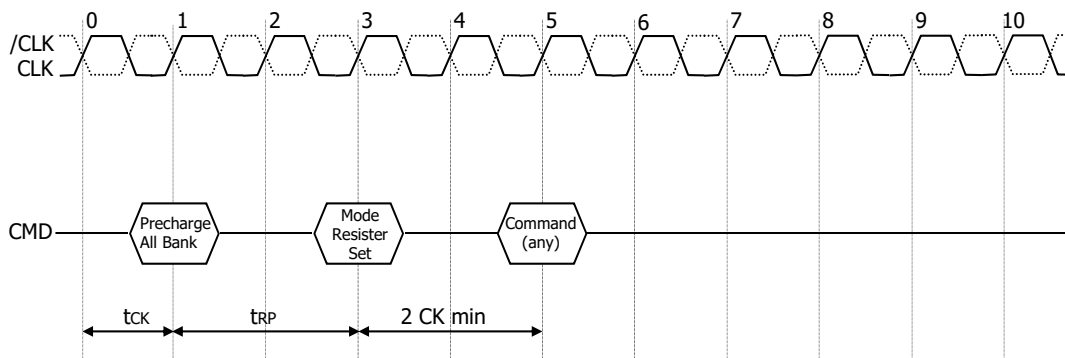 0 1 2 3 4 5 6 7 8 9 10
/CLK
CLK
CMD
Precharge
All Bank
Mode
Resister
Set
Command
(any)
tCK
tRP
2 CK min